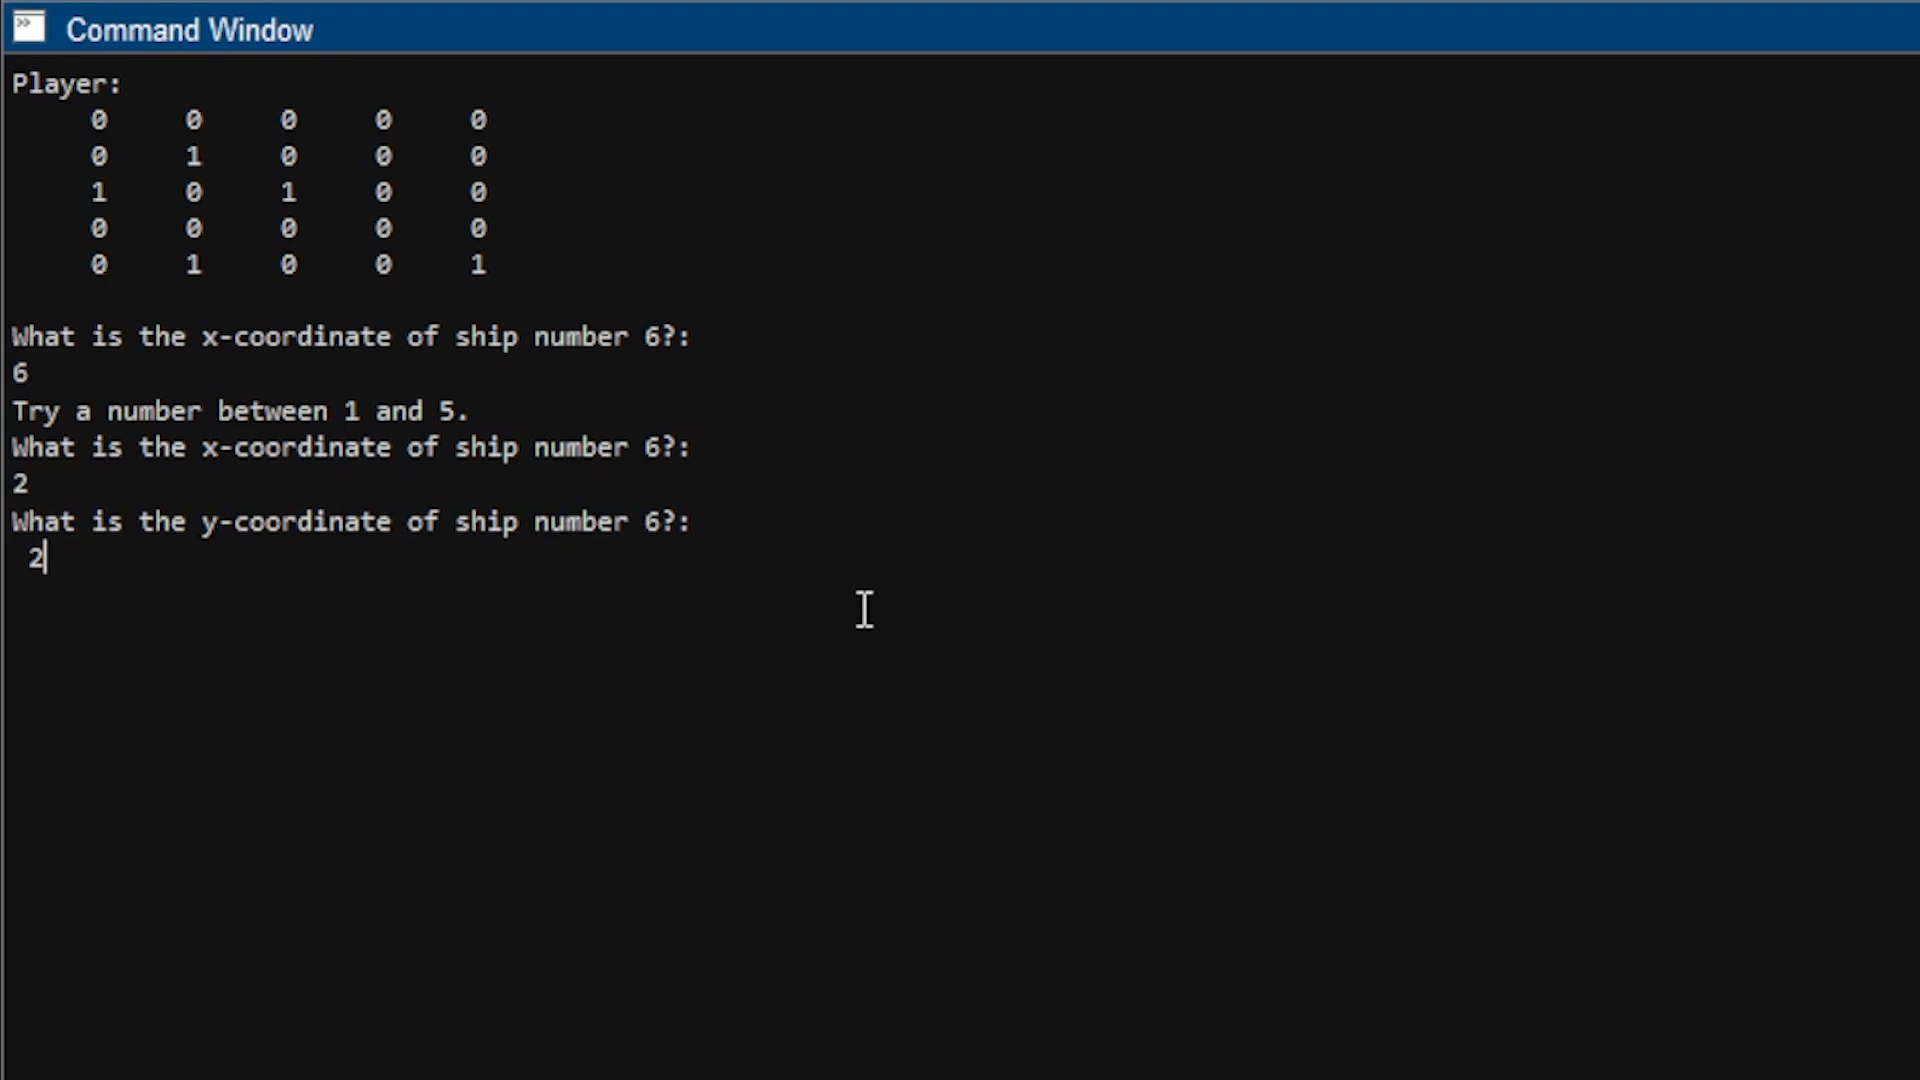 Command Window
Player:
0 0 0 0 0
0 1 0 0 0
1 0 1 0 0
0 0 0 0 0
0 1 0 0 1
What is the x-coordinate of ship number 6?:
6
Try a number between 1 and 5.
What is the x-coordinate of ship number 6?:
2
What is the y-coordinate of ship number 6?:
2